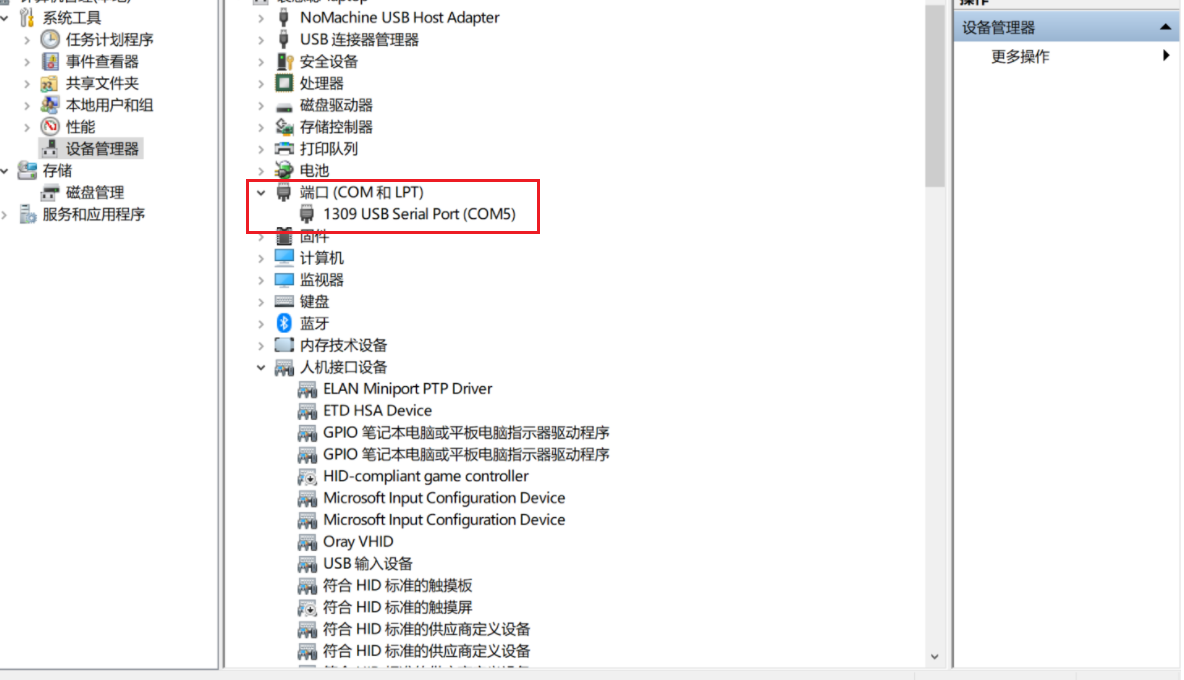 系统工具
任务计划程序
事件查看器
共享文件夹
本地用户和组
性能
设备管理器
存储
磁盘管理
服务和应用程序
NoMachine USB Host Adapter
USB 连接器管理器
安全设备
处理器
磁盘驱动器
存储控制器
打印队列
电池
端口 (COM 和 LPT)
1309 USB Serial Port (COM5)
固件
计算机
监视器
键盘
蓝牙
内存技术设备
人机接口设备
ELAN Miniport PTP Driver
ETD HSA Device
GPIO 笔记本电脑或平板电脑指示器驱动程序
GPIO 笔记本电脑或平板电脑指示器驱动程序
HID-compliant game controller
Microsoft Input Configuration Device
Microsoft Input Configuration Device
Oray VHID
USB 输入设备
符合 HID 标准的触摸板
符合 HID 标准的触摸屏
符合 HID 标准的供应商定义设备
符合 HID 标准的供应商定义设备
操作
设备管理器
更多操作